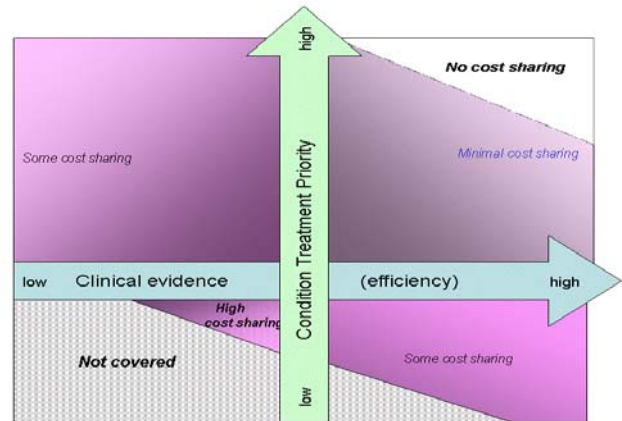 high
No cost sharing
Some cost sharing
Minimal cost sharing
Condition Treatment Priority
low
Clinical evidence
(efficiency)
high
High
cost sharing
Not covered
Some cost sharing
low